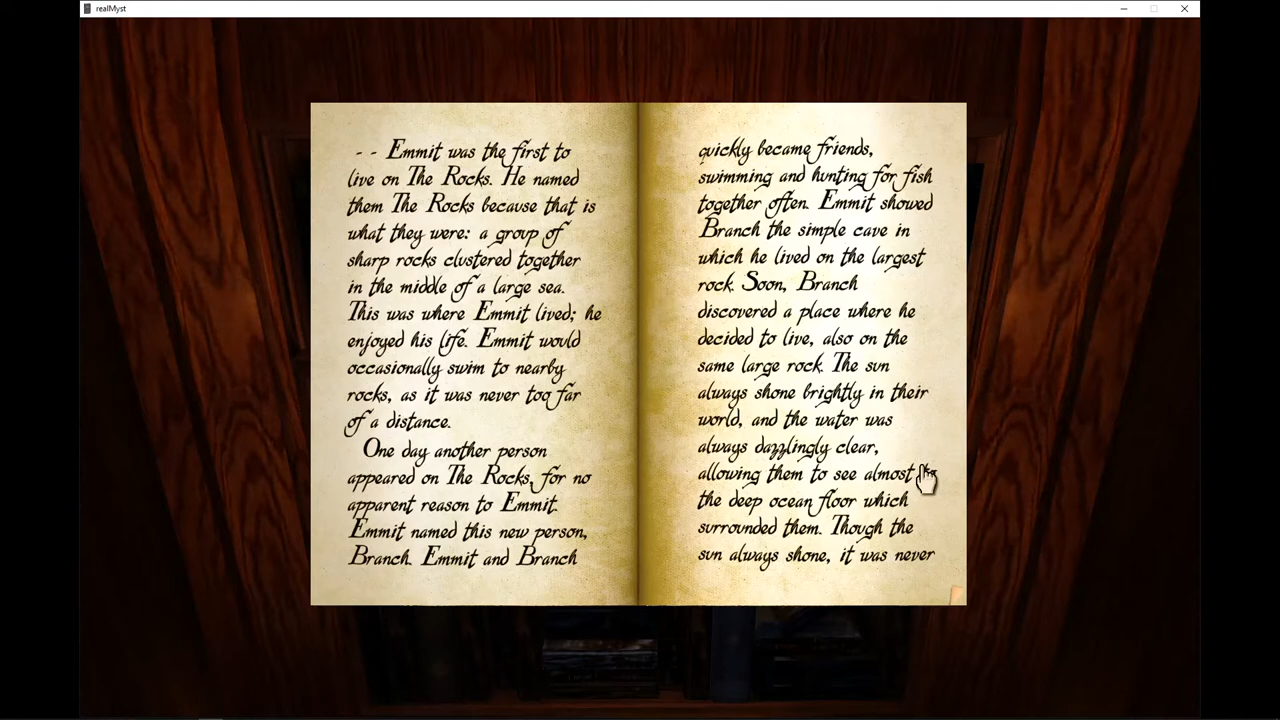 realMyst
- - Emmit was the first to
live on The Rocks. He named
them The Rocks because that is
what they were: a group of
sharp rocks clustered together
in the middle of a large sea.
This was where Emmit lived; he
enjoyed his life. Emmit would
occasionally swim to nearby
rocks, as it was never too far
of a distance.
One day another person
appeared on The Rocks, for no
apparent reason to Emmit.
Emmit named this new person,
Branch. Emmit and Branch
quickly became friends,
swimming and hunting for fish
together often. Emmit showed
Branch the simple cave in
which he lived on the largest
rock. Soon, Branch
discovered a place where he
decided to live, also on the
same large rock. The sun
always shone brightly in their
world, and the water was
always dazzlingly clear,
allowing them to see almost
the deep ocean floor which
surrounded them. Though the
sun always shone, it was never